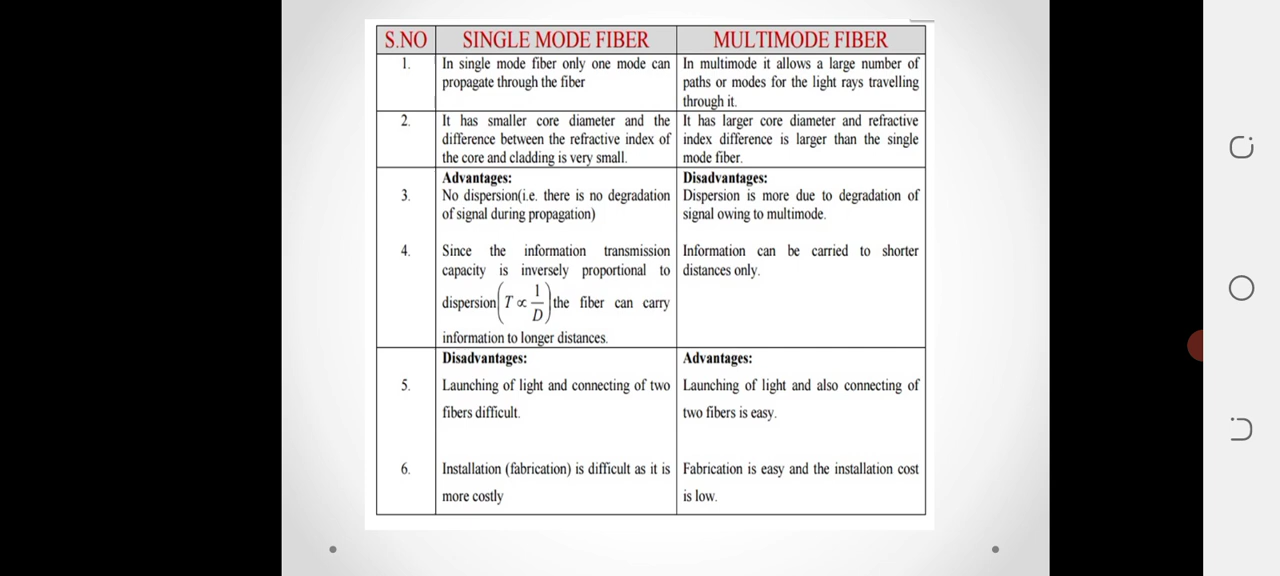 S.NO SINGLE MODE FIBER MULTIMODE FIBER
1. In single mode fiber only one mode can
propagate through the fiber
In multimode it allows a large number of
paths or modes for the light rays travelling
through it.
2. It has smaller core diameter and the
difference between the refractive index of
the core and cladding is very small.
It has larger core diameter and refractive
index difference is larger than the single
mode fiber.
Advantages:
3. No dispersion(i.e. there is no degradation
of signal during propagation)
Disadvantages:
Dispersion is more due to degradation of
signal owing to multimode.
4. Since the information transmission
capacity is inversely proportional to
dispersion(T ∝ 1/D) the fiber can carry
information to longer distances.
Information can be carried to shorter
distances only.
Disadvantages:
5. Launching of light and connecting of two
fibers difficult.
Advantages:
Launching of light and also connecting of
two fibers is easy.
6. Installation (fabrication) is difficult as it is
more costly
Fabrication is easy and the installation cost
is low.